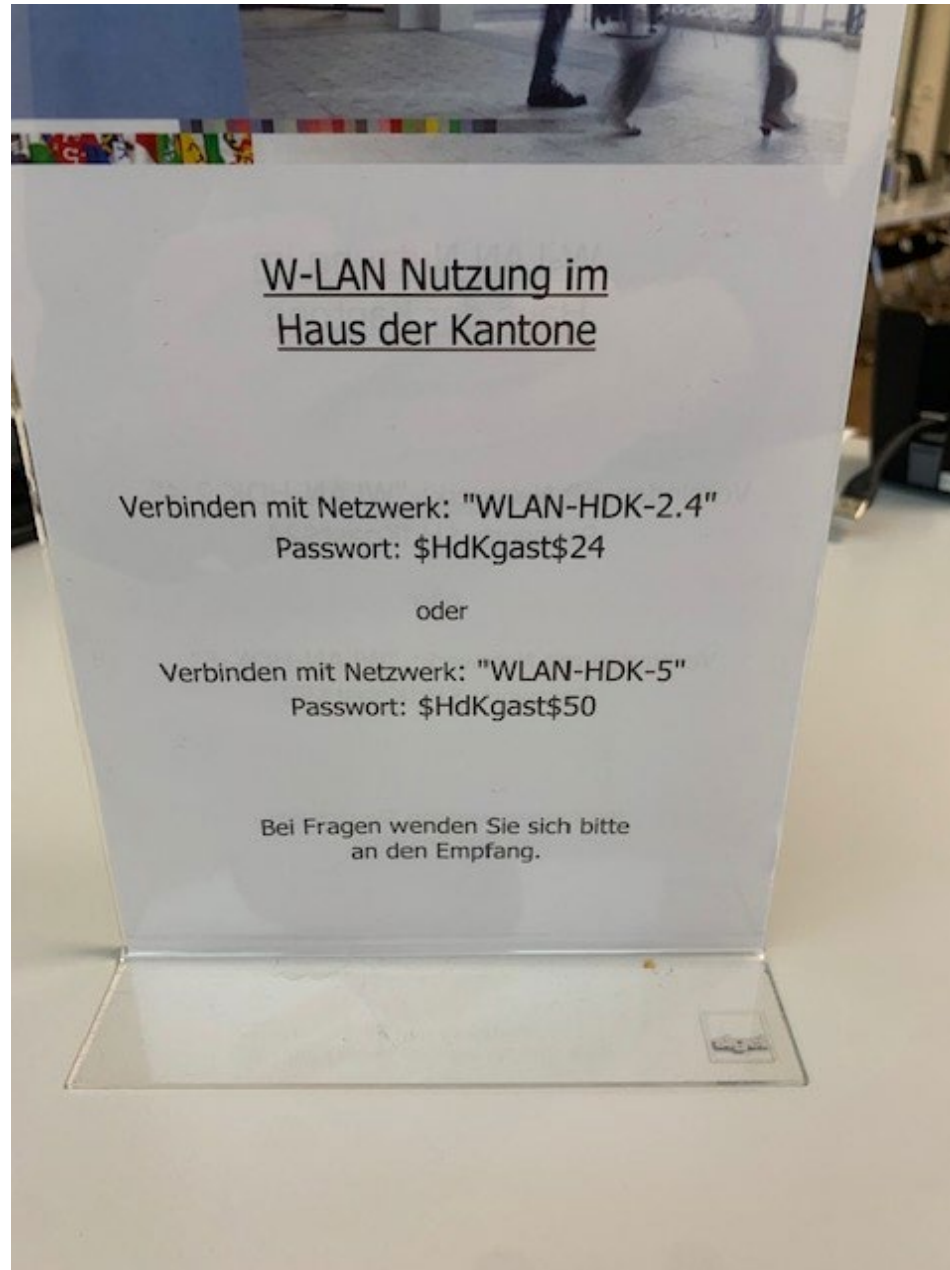 W-LAN Nutzung im
Haus der Kantone
Verbinden mit Netzwerk: "WLAN-HDK-2.4"
Passwort: $HdKgast$24
oder
Verbinden mit Netzwerk: "WLAN-HDK-5"
Passwort: $HdKgast$50
Bei Fragen wenden Sie sich bitte
an den Empfang.